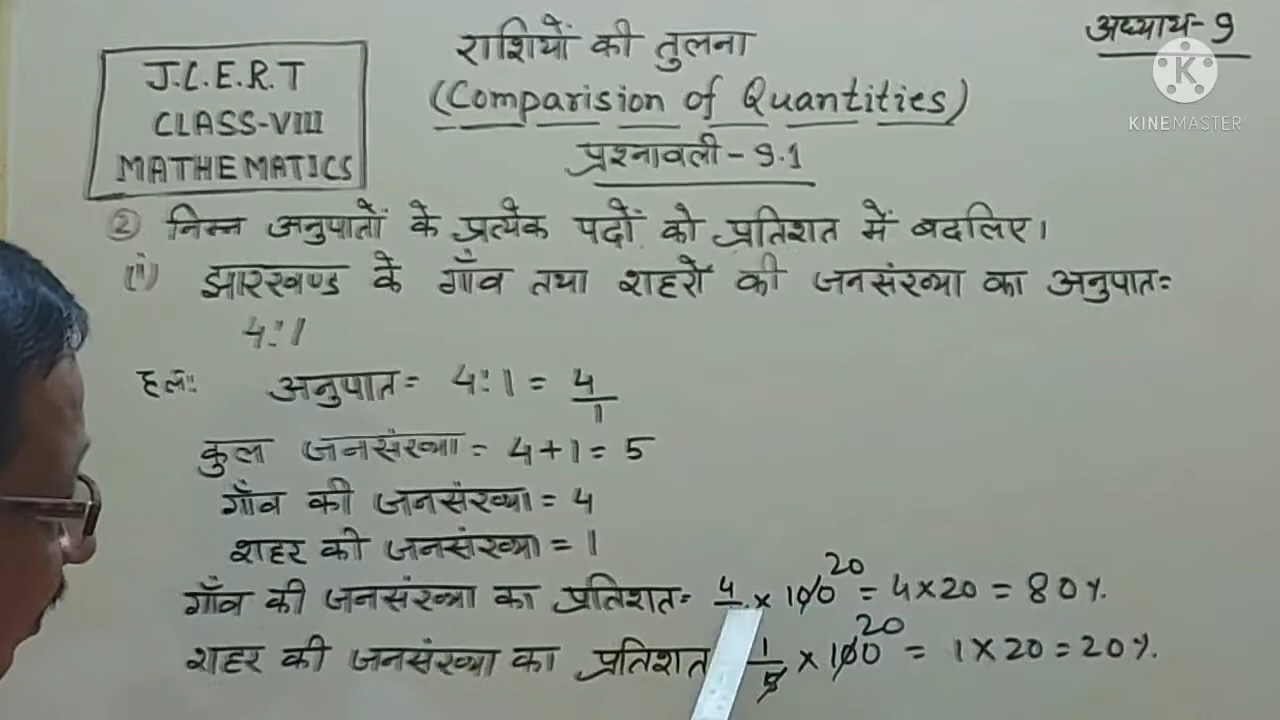 अध्याय-9
K
KINEMASTER
राशियों की तुलना
(Comparision of Quantities)
प्रश्नावली-9.1
J.C.E.R.T
CLASS-VIII
MATHEMATICS
② निम्न अनुपातों के प्रत्येक पदों को प्रतिशत में बदलिए।
(i) झारखण्ड के गाँव तथा शहरों की जनसंख्या का अनुपात=
4:1
हल: अनुपात= 4:1 = 4/1
कुल जनसंख्या = 4+1= 5
गाँव की जनसंख्या = 4
शहर की जनसंख्या = 1
गाँव की जनसंख्या का प्रतिशत= 4 × 100 20 = 4×20 = 80%
शहर की जनसंख्या का प्रतिशत 1/5 × 100 20 = 1×20 = 20%.